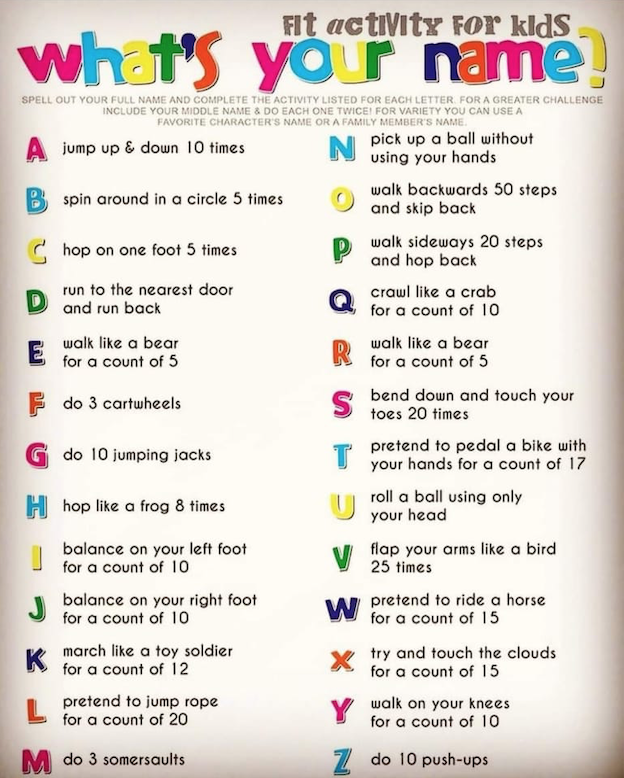 FIT ACTIVITY FOR KIDS
what's your name?
SPELL OUT YOUR FULL NAME AND COMPLETE THE ACTIVITY LISTED FOR EACH LETTER. FOR A GREATER CHALLENGE
INCLUDE YOUR MIDDLE NAME & DO EACH ONE TWICE! FOR VARIETY YOU CAN USE A
FAVORITE CHARACTER'S NAME OR A FAMILY MEMBER'S NAME.
A jump up & down 10 times
B spin around in a circle 5 times
C hop on one foot 5 times
D run to the nearest door
and run back
E walk like a bear
for a count of 5
F do 3 cartwheels
G do 10 jumping jacks
H hop like a frog 8 times
I balance on your left foot
for a count of 10
J balance on your right foot
for a count of 10
K march like a toy soldier
for a count of 12
L pretend to jump rope
for a count of 20
M do 3 somersaults
N pick up a ball without
using your hands
O walk backwards 50 steps
and skip back
P walk sideways 20 steps
and hop back
Q crawl like a crab
for a count of 10
R walk like a bear
for a count of 5
S bend down and touch your
toes 20 times
T pretend to pedal a bike with
your hands for a count of 17
U roll a ball using only
your head
V flap your arms like a bird
25 times
W pretend to ride a horse
for a count of 15
X try and touch the clouds
for a count of 15
Y walk on your knees
for a count of 10
Z do 10 push-ups